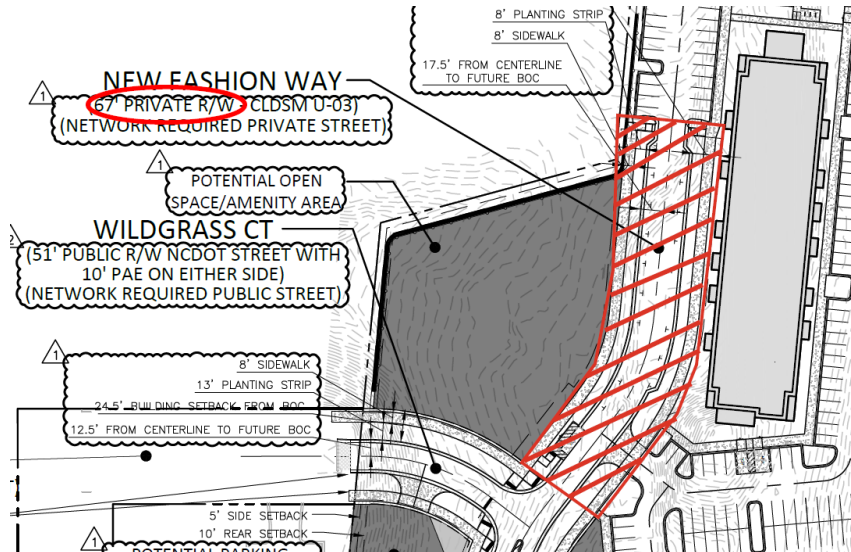 8' PLANTING STRIP
8' SIDEWALK
17.5' FROM CENTERLINE
TO FUTURE BOC
NEW FASHION WAY
1
(67' PRIVATE R/W - CLDSM U-03)
(NETWORK REQUIRED PRIVATE STREET)
1
POTENTIAL OPEN
SPACE/AMENITY AREA
WILDGRASS CT
2
(51' PUBLIC R/W NCDOT STREET WITH
10' PAE ON EITHER SIDE)
(NETWORK REQUIRED PUBLIC STREET)
1
8' SIDEWALK
13' PLANTING STRIP
24.5' BUILDING SETBACK FROM BOC
12.5' FROM CENTERLINE TO FUTURE BOC
5' SIDE SETBACK
10' REAR SETBACK
1
POTENTIAL PARKING